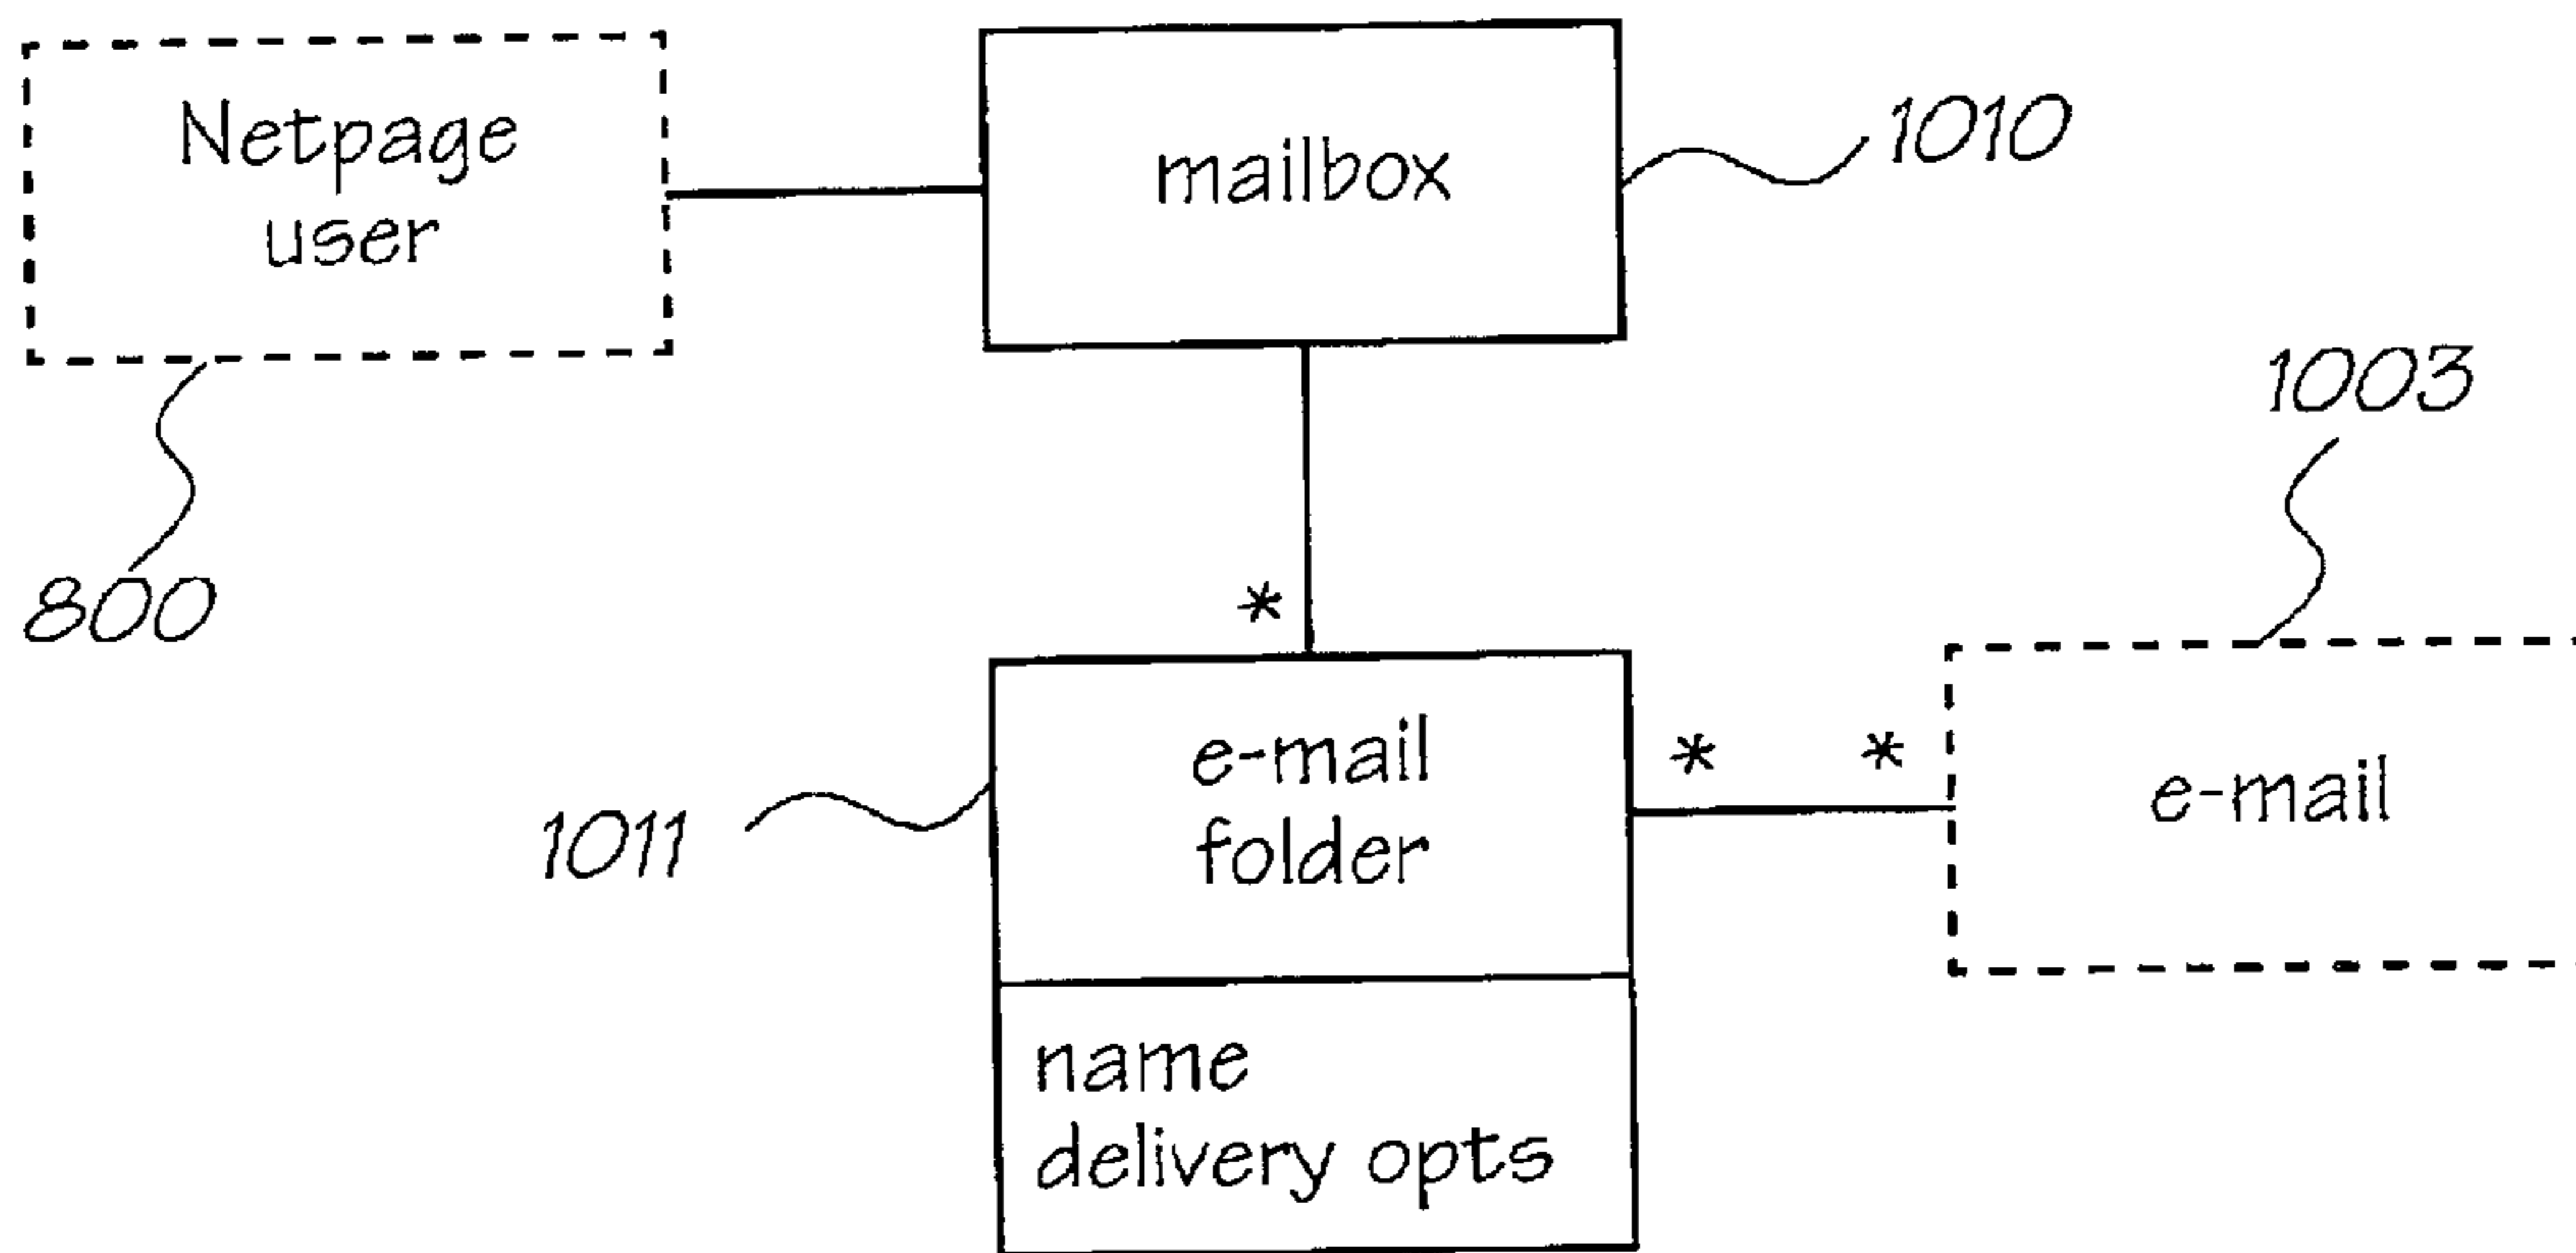 Netpage
user
mailbox
1010
800
1003
*
e-mail
folder
* *
e-mail
1011
name
delivery opts